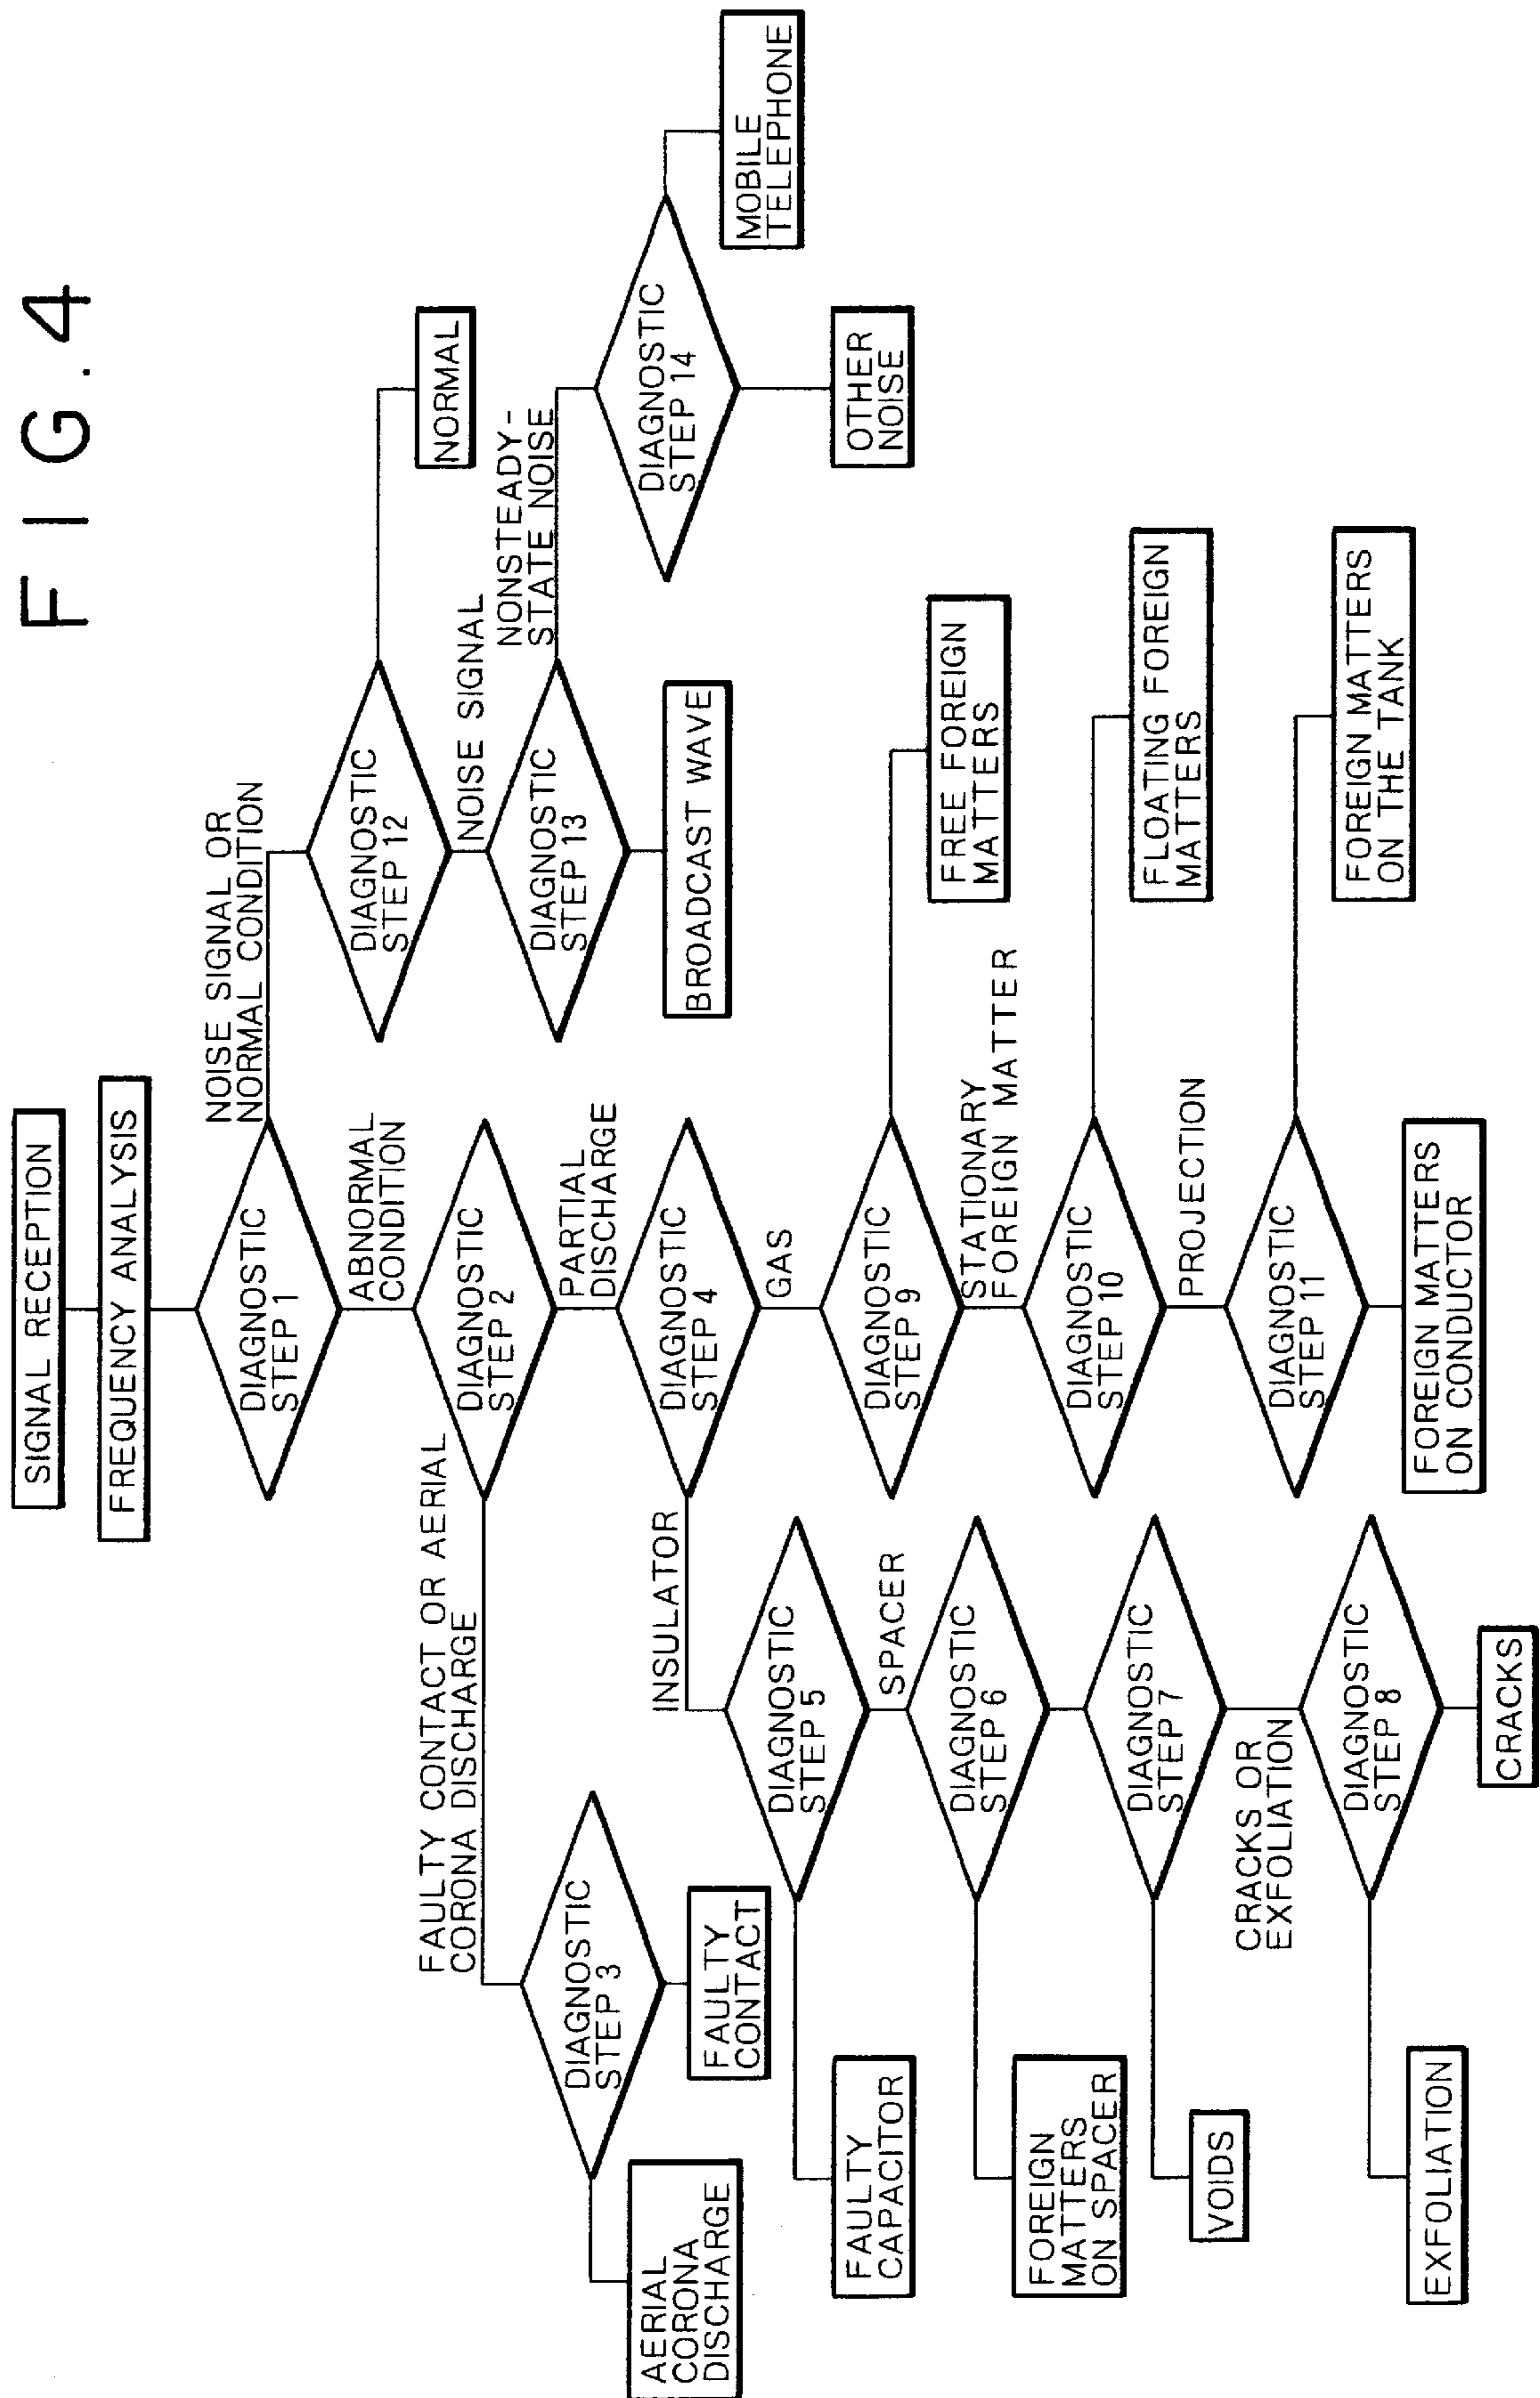 FIG.4
SIGNAL RECEPTION
FREQUENCY ANALYSIS
DIAGNOSTIC
STEP 1
NOISE SIGNAL OR
NORMAL CONDITION
ABNORMAL
CONDITION
DIAGNOSTIC
STEP 12
NORMAL
NOISE SIGNAL
DIAGNOSTIC
STEP 13
NONSTEADY-
STATE NOISE
BROADCAST WAVE
DIAGNOSTIC
STEP 14
MOBILE
TELEPHONE
OTHER
NOISE
DIAGNOSTIC
STEP 2
FAULTY CONTACT OR AERIAL
CORONA DISCHARGE
PARTIAL
DISCHARGE
DIAGNOSTIC
STEP 3
AERIAL
CORONA
DISCHARGE
FAULTY
CONTACT
DIAGNOSTIC
STEP 4
INSULATOR
GAS
DIAGNOSTIC
STEP 5
FAULTY
CAPACITOR
SPACER
DIAGNOSTIC
STEP 6
FOREIGN
MATTERS
ON SPACER
DIAGNOSTIC
STEP 7
VOIDS
CRACKS OR
EXFOLIATION
DIAGNOSTIC
STEP 8
EXFOLIATION
CRACKS
DIAGNOSTIC
STEP 9
FREE FOREIGN
MATTERS
STATIONARY
FOREIGN MATTER
DIAGNOSTIC
STEP 10
FLOATING FOREIGN
MATTERS
PROJECTION
DIAGNOSTIC
STEP 11
FOREIGN MATTERS
ON THE TANK
FOREIGN MATTERS
ON CONDUCTOR